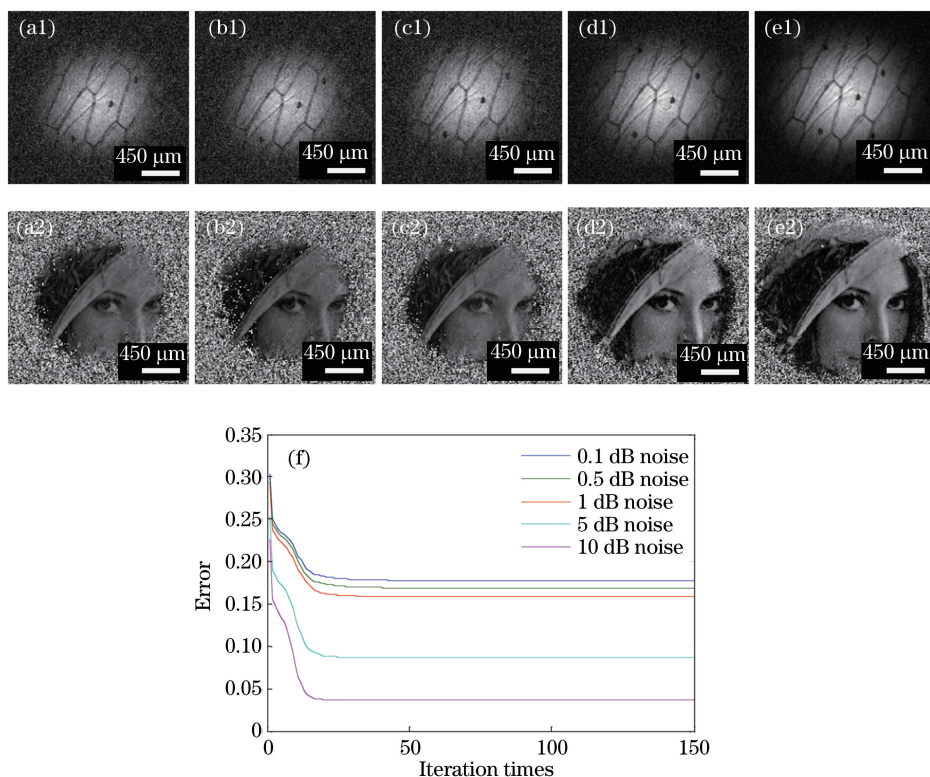 (a1) (b1) (c1) (d1) (e1)
450 μm 450 μm 450 μm 450 μm 450 μm
(a2) (b2) (c2) (d2) (e2)
450 μm 450 μm 450 μm 450 μm 450 μm
(f)
0.35
0.30
0.25
0.20
0.15
0.10
0.05
0
Error
0.1 dB noise
0.5 dB noise
1 dB noise
5 dB noise
10 dB noise
0 50 100 150
Iteration times